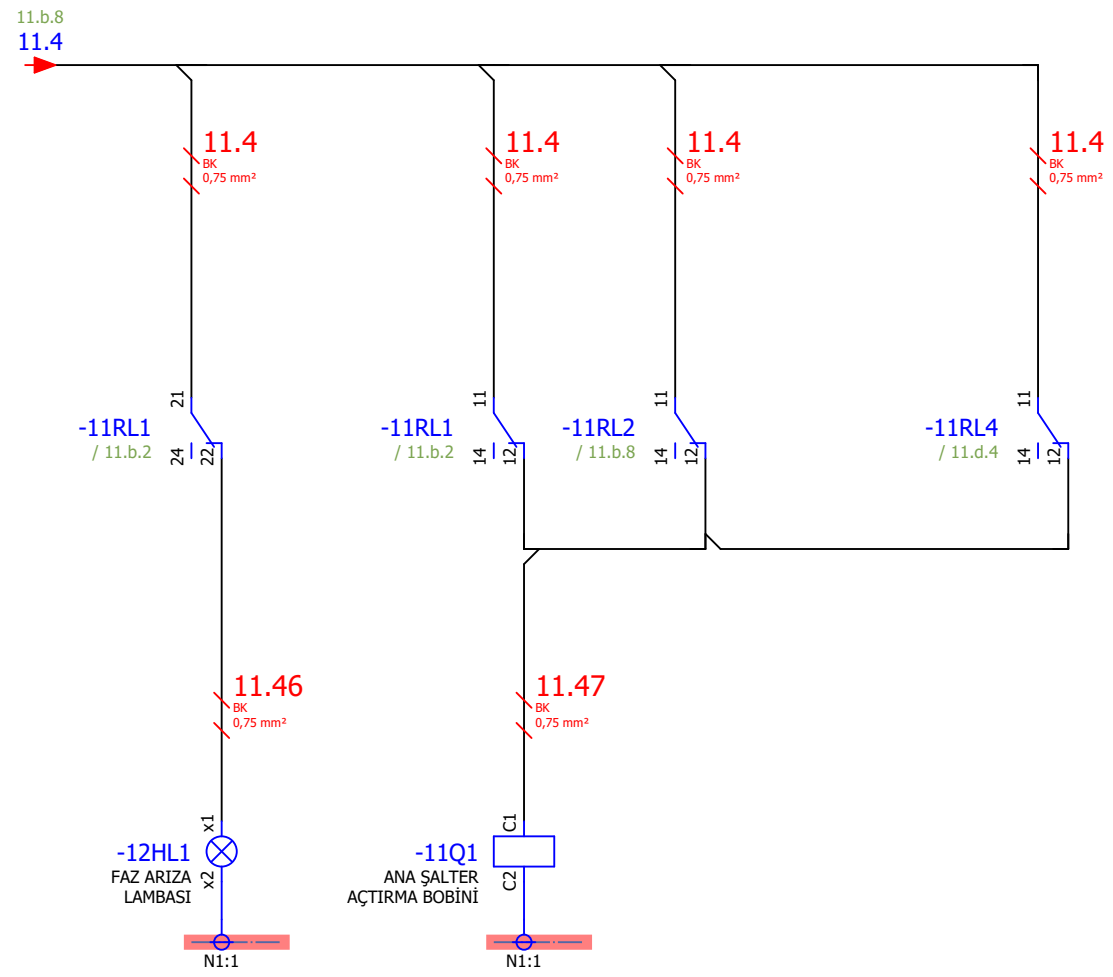 11.b.8
11.4
11.4
BK
0,75 mm²
11.4
BK
0,75 mm²
11.4
BK
0,75 mm²
11.4
BK
0,75 mm²
-11RL1
/ 11.b.2
21
24
22
-11RL1
/ 11.b.2
11
14
12
-11RL2
/ 11.b.8
11
14
12
-11RL4
/ 11.d.4
11
14
12
11.46
BK
0,75 mm²
11.47
BK
0,75 mm²
-12HL1
FAZ ARIZA
LAMBASI
x1
x2
N1:1
-11Q1
ANA ŞALTER
AÇTIRMA BOBİNİ
C1
C2
N1:1